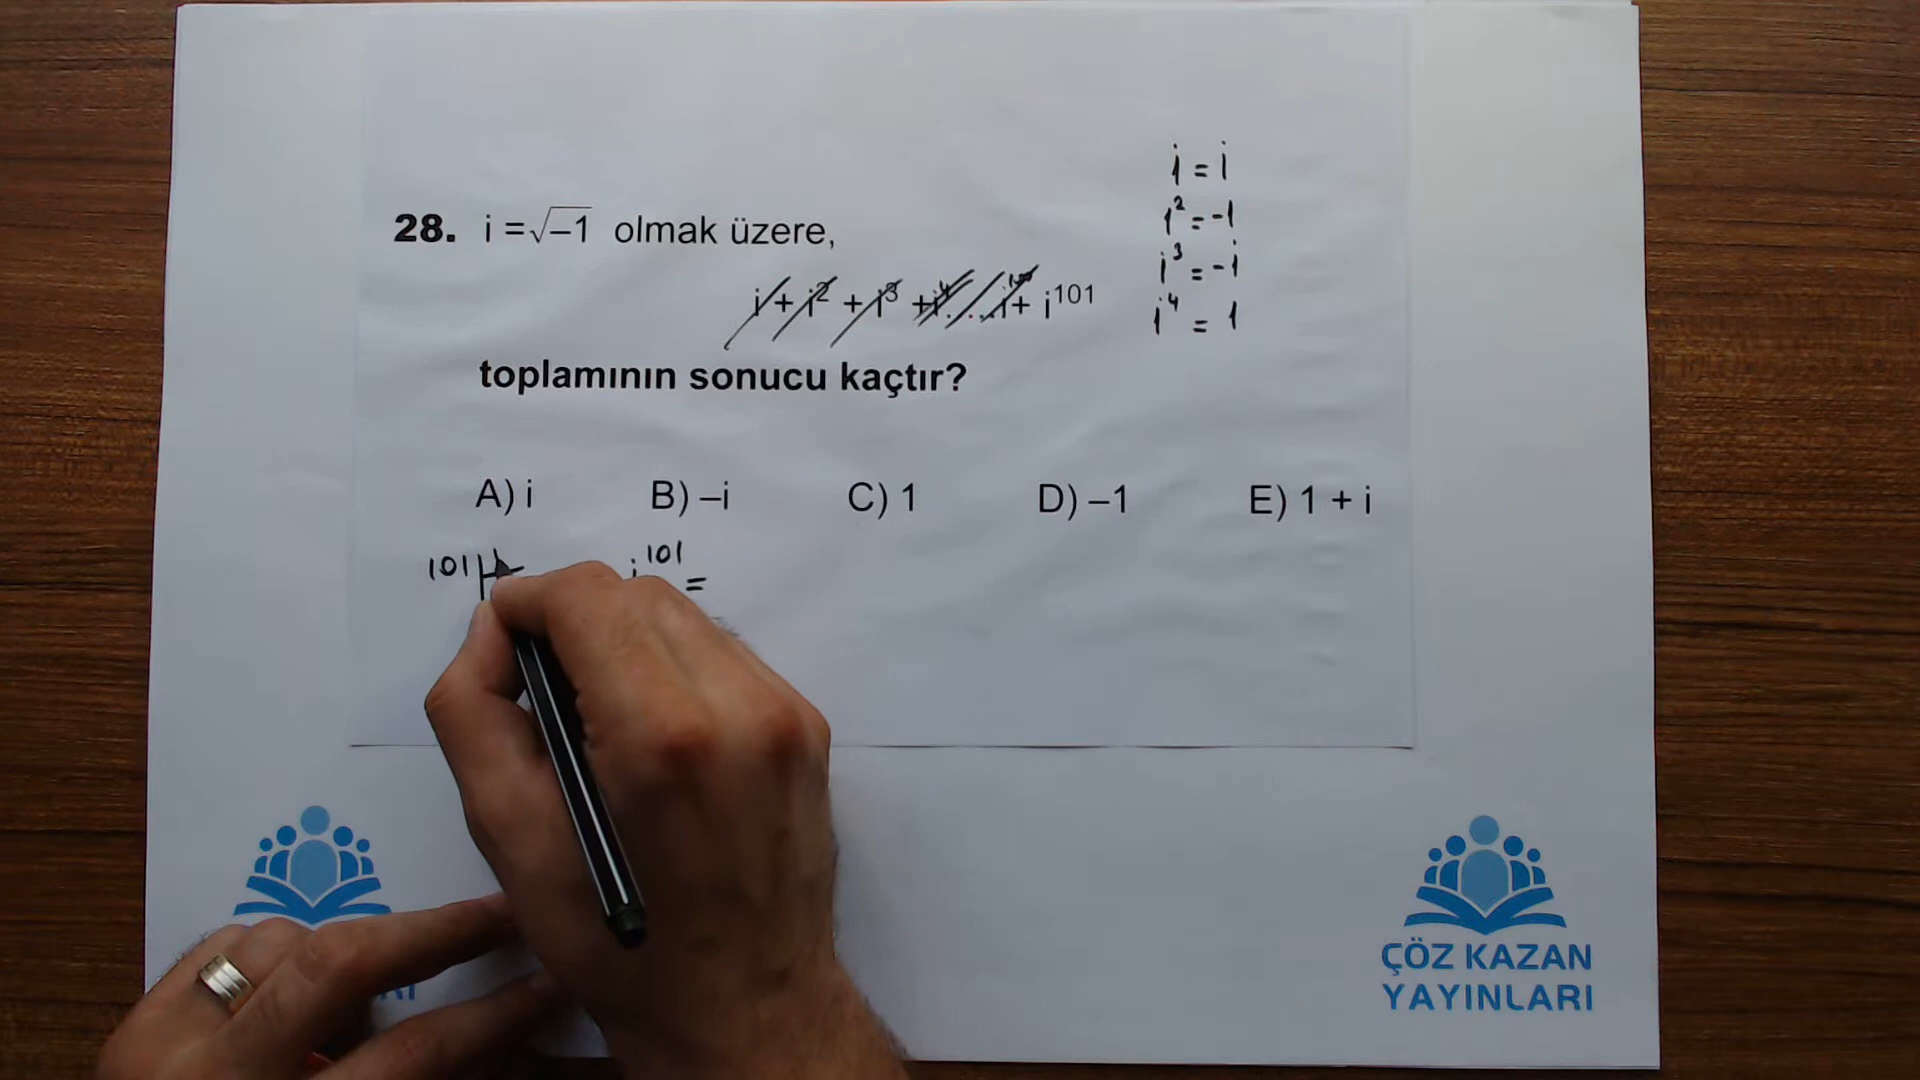 28. i = √–1 olmak üzere,
i + i² + i³ + i⁴.....i¹⁰⁰ + i¹⁰¹
toplamının sonucu kaçtır?
A) i B) –i C) 1 D) –1 E) 1 + i
i = i
i² = -1
i³ = -i
i⁴ = 1
101
i¹⁰¹ =
ÇÖZ KAZAN
YAYINLARI